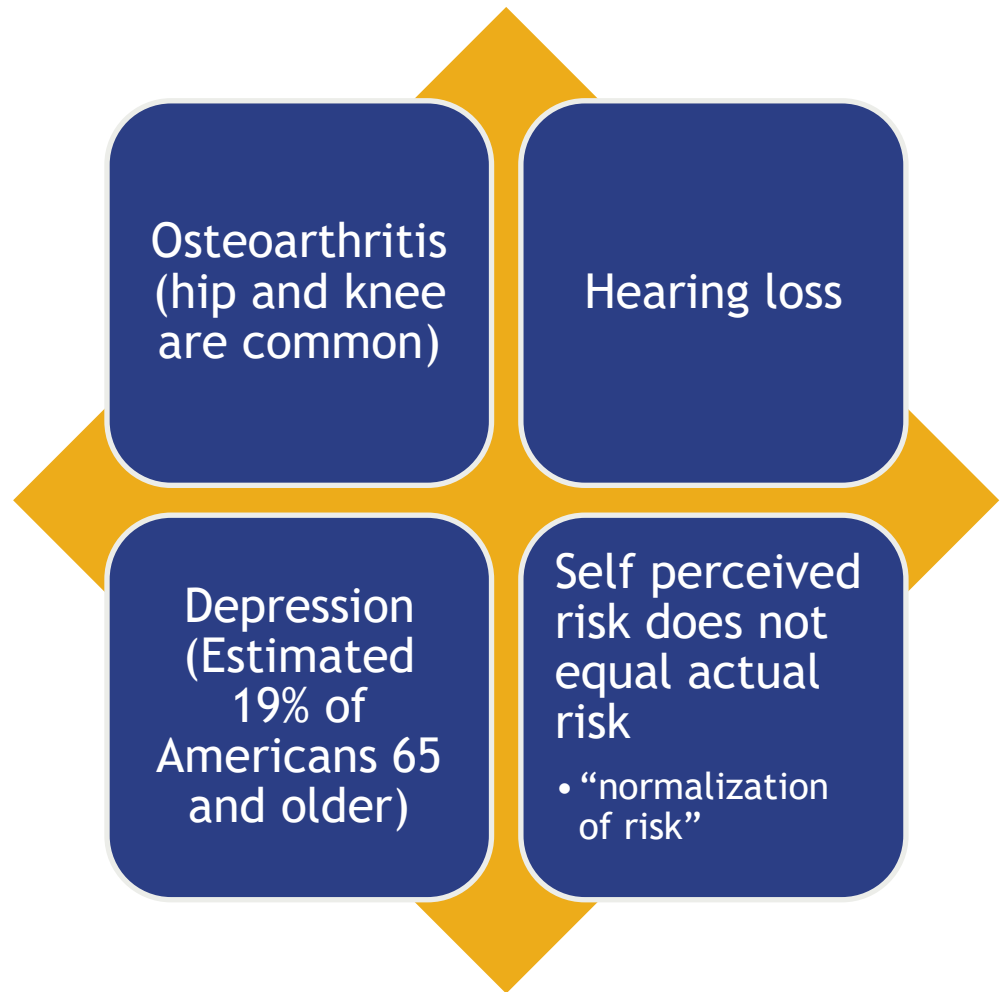 Osteoarthritis
(hip and knee
are common)
Hearing loss
Depression
(Estimated
19% of
Americans 65
and older)
Self perceived
risk does not
equal actual
risk
• “normalization
of risk”